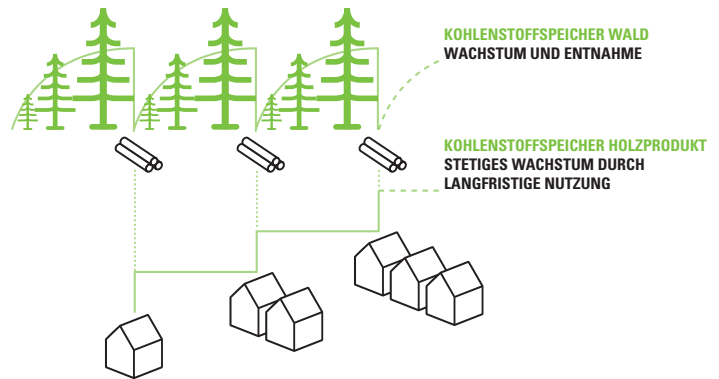 KOHLENSTOFFSPEICHER WALD
WACHSTUM UND ENTNAHME
KOHLENSTOFFSPEICHER HOLZPRODUKT
STETIGES WACHSTUM DURCH
LANGFRISTIGE NUTZUNG